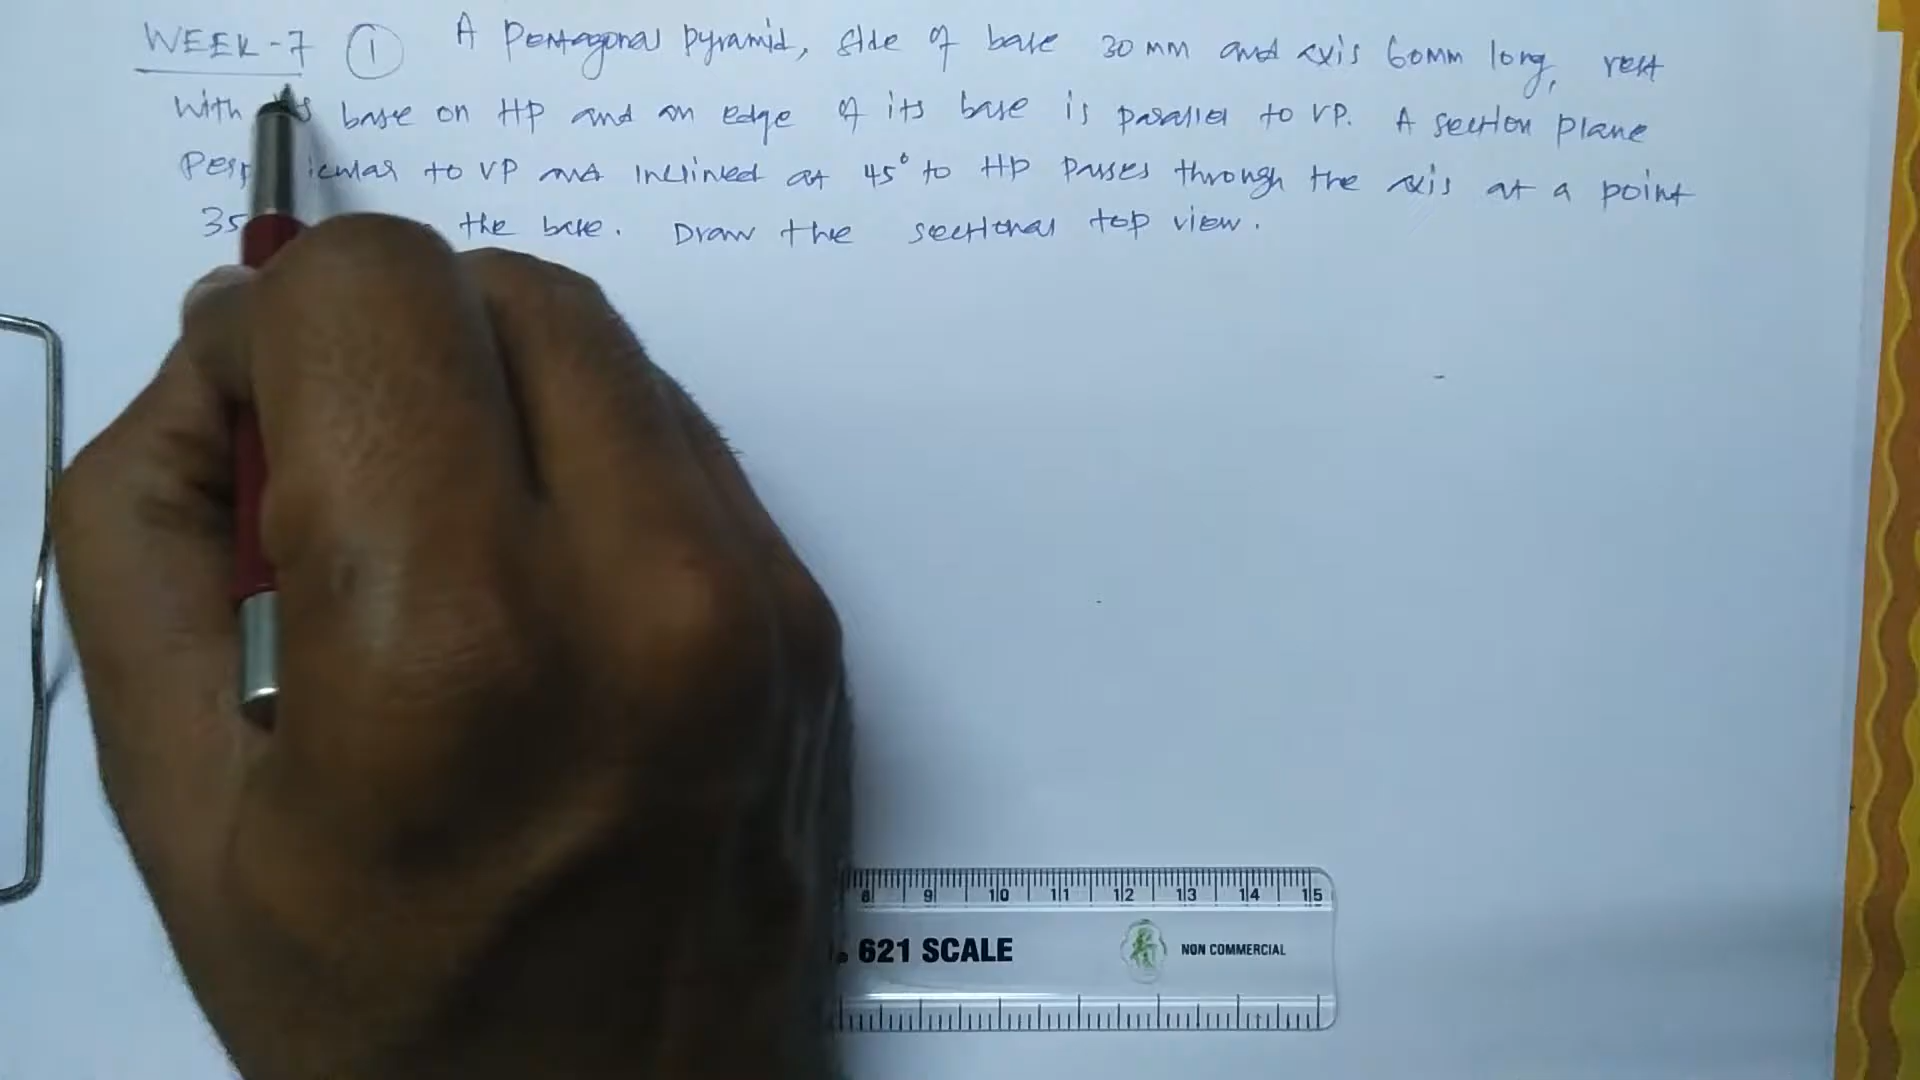 WEEK-7 ① A Pentagonal pyramid, side of base 30 mm and axis 60mm long, rest
with its base on HP and an edge of its base is parallel to VP. A section plane
to VP and inclined at 45° to HP passes through the axis at a point
35 the base. Draw the sectional top view.
8 9 10 11 12 13 14 15
621 SCALE NON COMMERCIAL